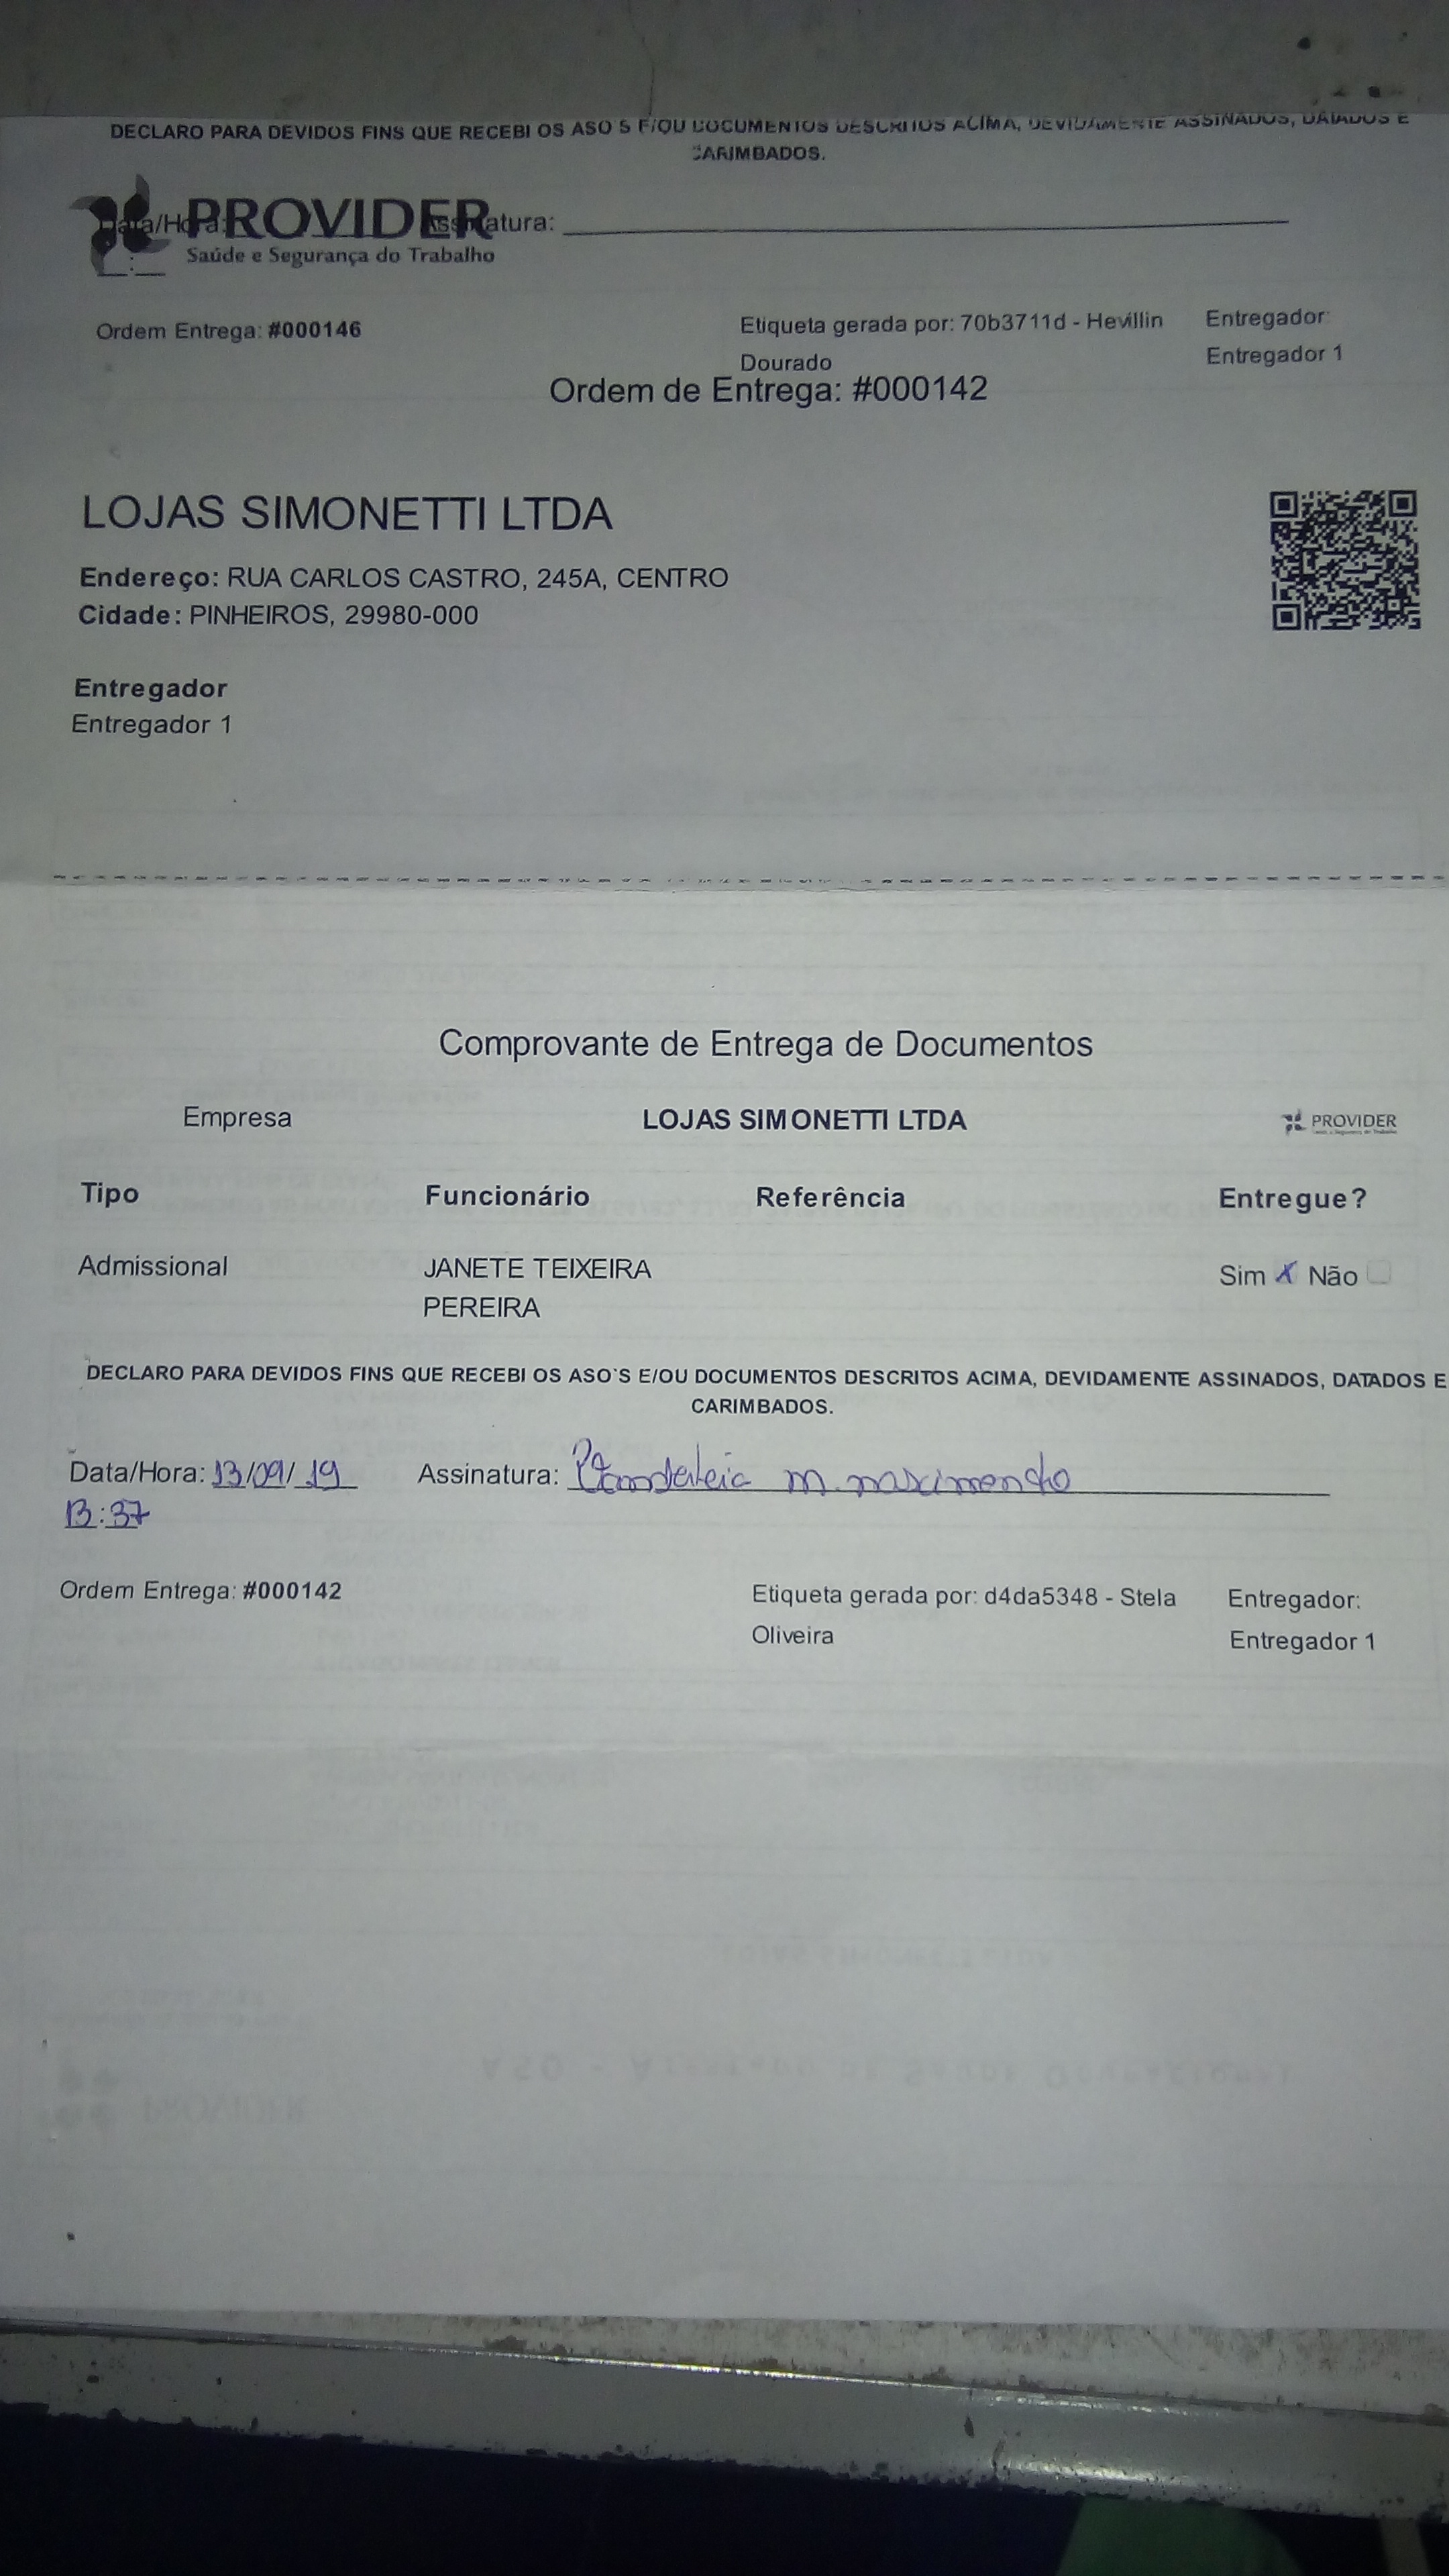 DECLARO PARA DEVIDOS FINS QUE RECEBI OS ASO`S E/OU DOCUMENTOS DESCRITOS ACIMA, DEVIDAMENTE ASSINADOS, DATADOS E
CARIMBADOS.
PROVIDER
Data/Hora: Assinatura:
Saúde e Segurança do Trabalho
Ordem Entrega: #000146
Etiqueta gerada por: 70b3711d - Hevillin
Dourado
Entregador:
Entregador 1
Ordem de Entrega: #000142
LOJAS SIMONETTI LTDA
Endereço: RUA CARLOS CASTRO, 245A, CENTRO
Cidade: PINHEIROS, 29980-000
Entregador
Entregador 1
Comprovante de Entrega de Documentos
Empresa LOJAS SIMONETTI LTDA PROVIDER
Tipo Funcionário Referência Entregue?
Admissional JANETE TEIXEIRA Sim X Não
PEREIRA
DECLARO PARA DEVIDOS FINS QUE RECEBI OS ASO`S E/OU DOCUMENTOS DESCRITOS ACIMA, DEVIDAMENTE ASSINADOS, DATADOS E
CARIMBADOS.
Data/Hora: 13/09/19 Assinatura: m. nascimento
13:37
Ordem Entrega: #000142
Etiqueta gerada por: d4da5348 - Stela
Oliveira
Entregador:
Entregador 1